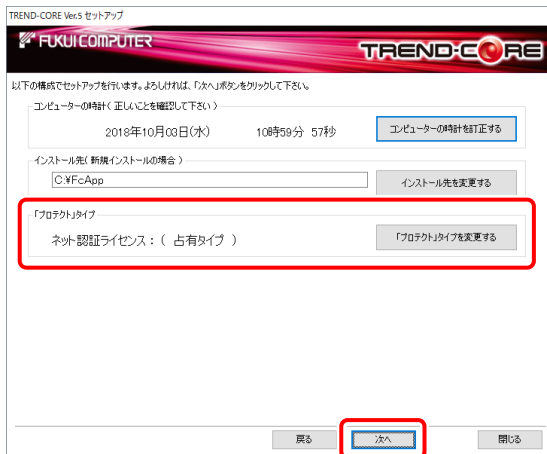 TREND-CORE Ver.5 セットアップ
FUKUI COMPUTER
TREND-CORE
以下の構成でセットアップを行います。よろしければ、「次へ」ボタンをクリックして下さい。
コンピューターの時計( 正しいことを確認して下さい )
2018年10月03日(水) 10時59分 57秒 コンピューターの時計を訂正する
インストール先( 新規インストールの場合 )
C:¥FcApp インストール先を変更する
「プロテクト」タイプ
ネット認証ライセンス : ( 占有タイプ ) 「プロテクト」タイプを変更する
戻る 次へ 閉じる